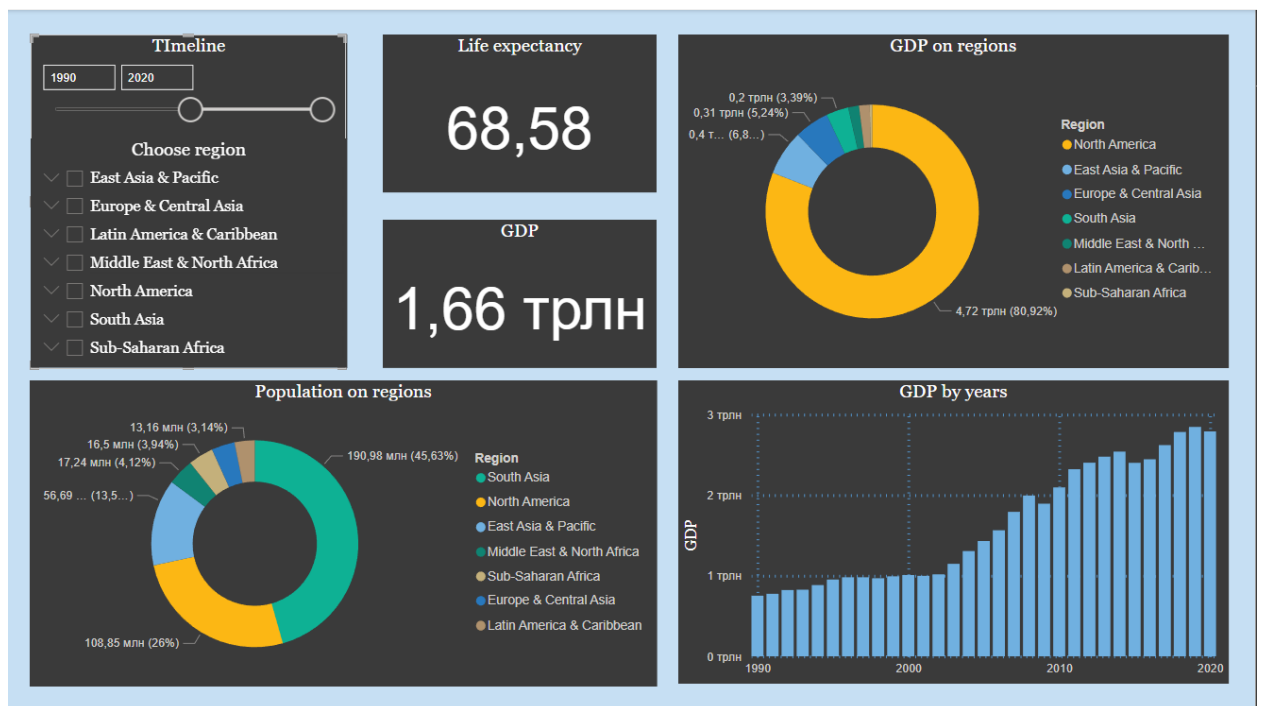 TImeline
1990
2020
Choose region
East Asia & Pacific
Europe & Central Asia
Latin America & Caribbean
Middle East & North Africa
North America
South Asia
Sub-Saharan Africa
Life expectancy
68,58
GDP
1,66 трлн
GDP on regions
0,2 трлн (3,39%)
0,31 трлн (5,24%)
0,4 т... (6,8...)
4,72 трлн (80,92%)
Region
North America
East Asia & Pacific
Europe & Central Asia
South Asia
Middle East & North ...
Latin America & Carib...
Sub-Saharan Africa
Population on regions
13,16 млн (3,14%)
16,5 млн (3,94%)
17,24 млн (4,12%)
56,69 ... (13,5...)
190,98 млн (45,63%)
108,85 млн (26%)
Region
South Asia
North America
East Asia & Pacific
Middle East & North Africa
Sub-Saharan Africa
Europe & Central Asia
Latin America & Caribbean
GDP by years
GDP
3 трлн
2 трлн
1 трлн
0 трлн
1990
2000
2010
2020